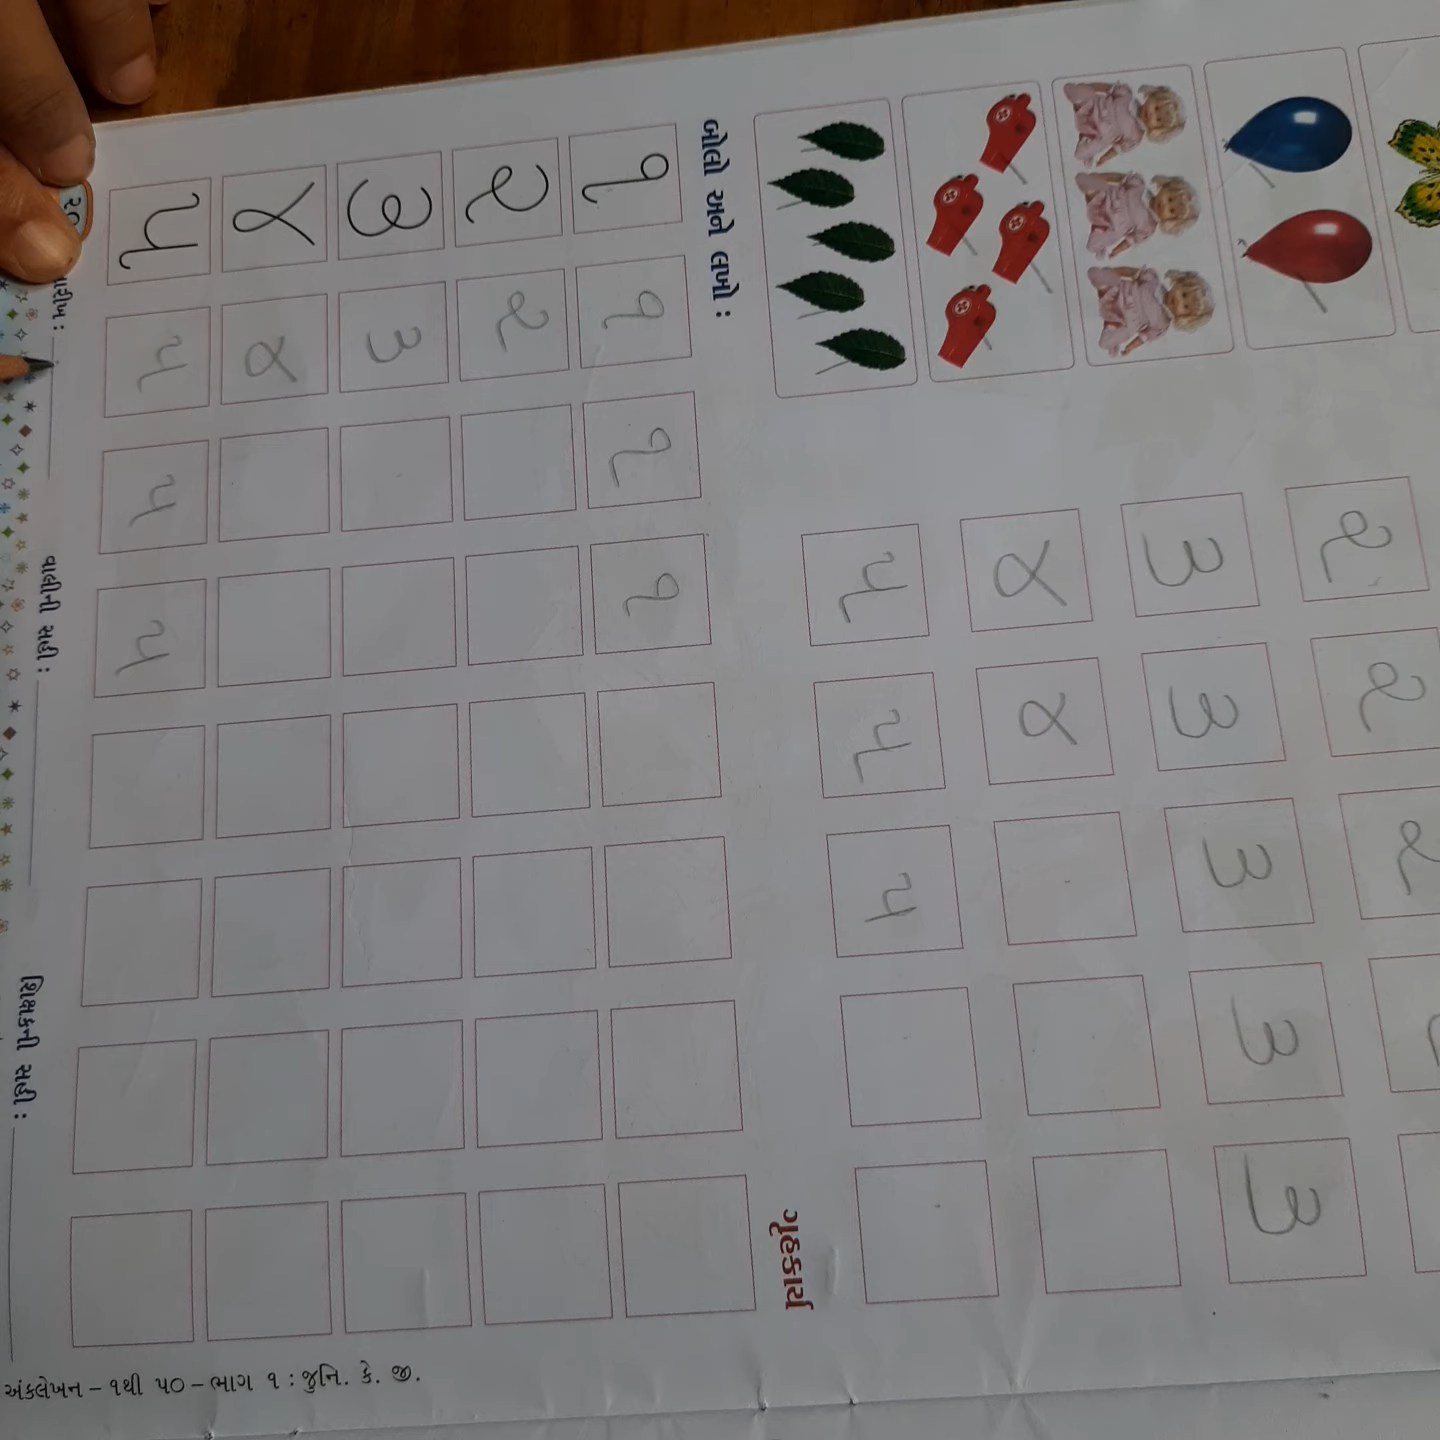 ૨ ૨ ૨
૩ ૩ ૩ ૩ ૩
૪ ૪
૫ ૫ ૫
ગૃહકાર્ય
બોલો અને લખો :
૧ ૧ ૧ ૧
૨ ૨
૩ ૩
૪ ૪
૫ ૫ ૫ ૫
વાલીની સહી : શિક્ષકની સહી :
અંકલેખન – ૧થી ૫૦ – ભાગ ૧ : જુનિ. કે. જી.